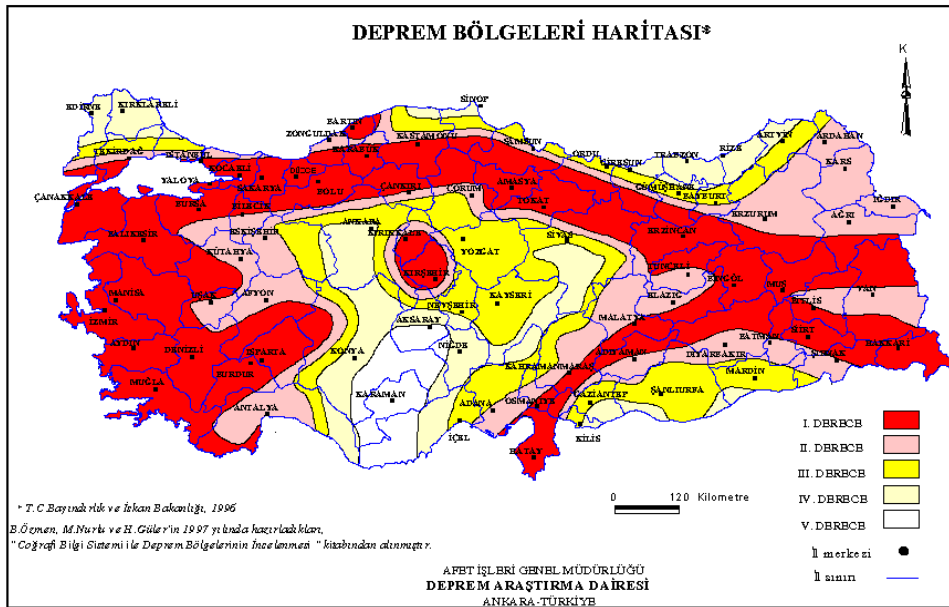 DEPREM BÖLGELERİ HARİTASI*
K
SİNOP
EDİRNE
KIRKLARELİ
BARTIN
ZONGULDAK
KASTAMONU
KARABÜK
SAMSUN
ORDU
GİRESUN
TRABZON
RİZE
ARTVİN
ARDAHAN
TEKİRDAĞ
İSTANBUL
KOCAELİ
YALOVA
SAKARYA
DÜZCE
BOLU
ÇANKIRI
ÇORUM
AMASYA
TOKAT
GÜMÜŞHANE
BAYBURT
KARS
ÇANAKKALE
BURSA
BİLECİK
ERZURUM
AĞRI
IĞDIR
BALIKESİR
ESKİŞEHİR
ANKARA
KIRIKKALE
YOZGAT
SİVAS
ERZİNCAN
KÜTAHYA
KIRŞEHİR
TUNCELİ
BİNGÖL
MUŞ
VAN
MANİSA
UŞAK
AFYON
NEVŞEHİR
KAYSERİ
ELAZIĞ
BİTLİS
İZMİR
AKSARAY
MALATYA
AYDIN
DENİZLİ
ISPARTA
KONYA
NİĞDE
KAHRAMANMARAŞ
ADIYAMAN
DİYARBAKIR
BATMAN
SİİRT
ŞIRNAK
HAKKARİ
BURDUR
MUĞLA
KARAMAN
ADANA
OSMANİYE
GAZİANTEP
ŞANLIURFA
MARDİN
ANTALYA
İÇEL
KİLİS
HATAY
I. DERECE
II. DERECE
III. DERECE
IV. DERECE
V. DERECE
İl merkezi
İl sınırı
0 120 Kilometre
* T.C.Bayındırlık ve İskan Bakanlığı, 1996
B.Özmen, M.Nurlu ve H.Güler'in 1997 yılında hazırladıkları,
" Coğrafi Bilgi Sistemi ile Deprem Bölgelerinin İncelenmesi " kitabından alınmıştır.
AFET İŞLERİ GENEL MÜDÜRLÜĞÜ
DEPREM ARAŞTIRMA DAİRESİ
ANKARA-TÜRKİYE